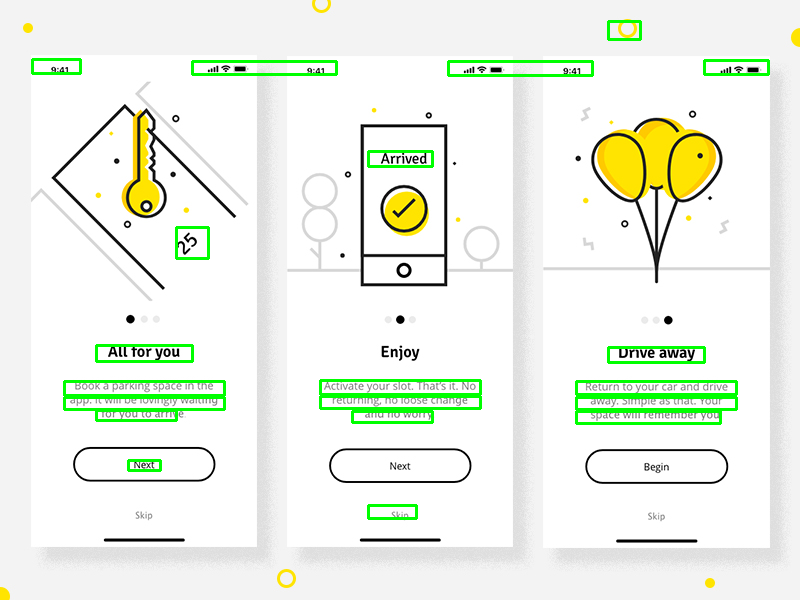 9:41
9:41
9:41
25
All for you
Book a parking space in the
app. It will be lovingly waiting
for you to arrive
Next
Skip
Arrived
Enjoy
Activate your slot. That's it. No
returning, no loose change
and no worry
Next
Skip
Drive away
Return to your car and drive
away. Simple as that. Your
space will remember you
Begin
Skip